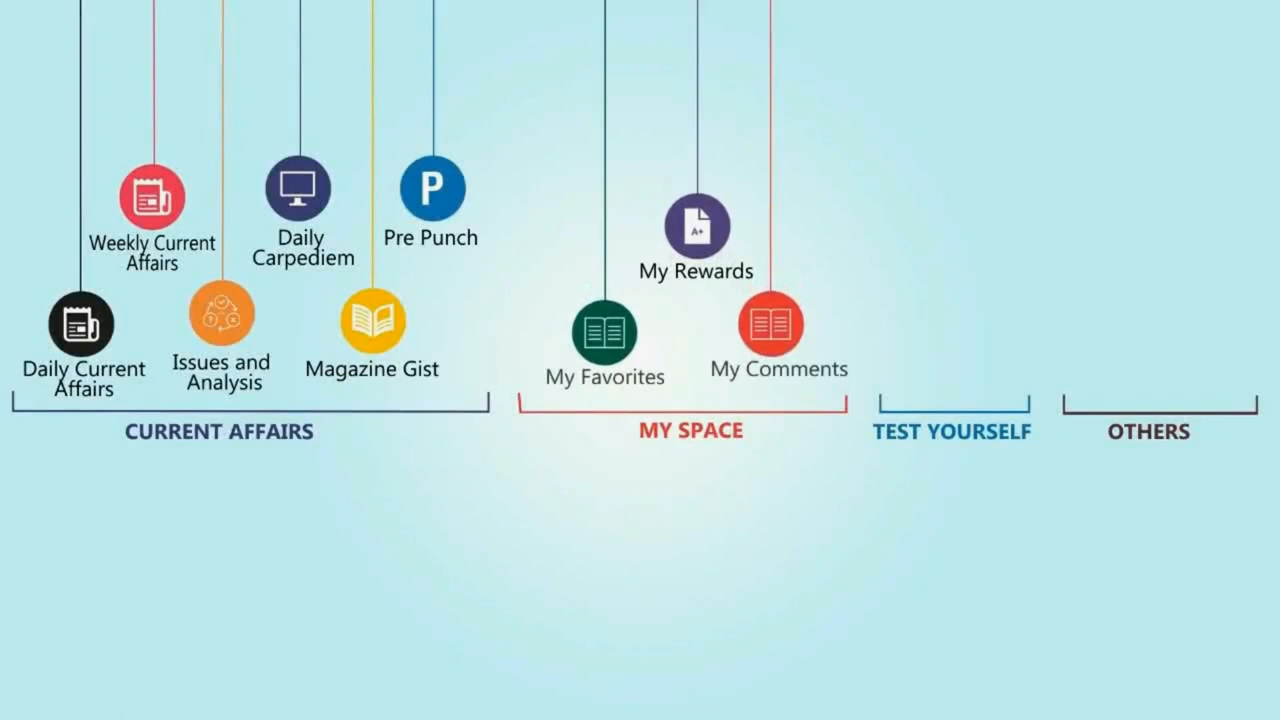 Weekly Current
Affairs
Daily
Carpediem
P
Pre Punch
Daily Current
Affairs
Issues and
Analysis
Magazine Gist
CURRENT AFFAIRS
A+
My Rewards
My Favorites
My Comments
MY SPACE
TEST YOURSELF
OTHERS